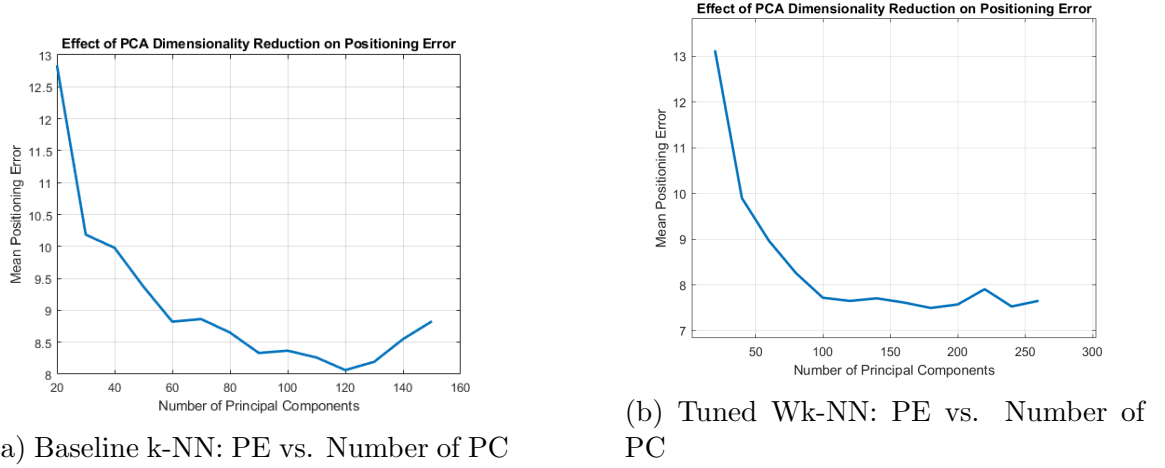 Effect of PCA Dimensionality Reduction on Positioning Error
13
12.5
12
11.5
11
10.5
10
9.5
9
8.5
8
Mean Positioning Error
20 40 60 80 100 120 140 160
Number of Principal Components
a) Baseline k-NN: PE vs. Number of PC
Effect of PCA Dimensionality Reduction on Positioning Error
13
12
11
10
9
8
7
Mean Positioning Error
50 100 150 200 250 300
Number of Principal Components
(b) Tuned Wk-NN: PE vs. Number of
PC